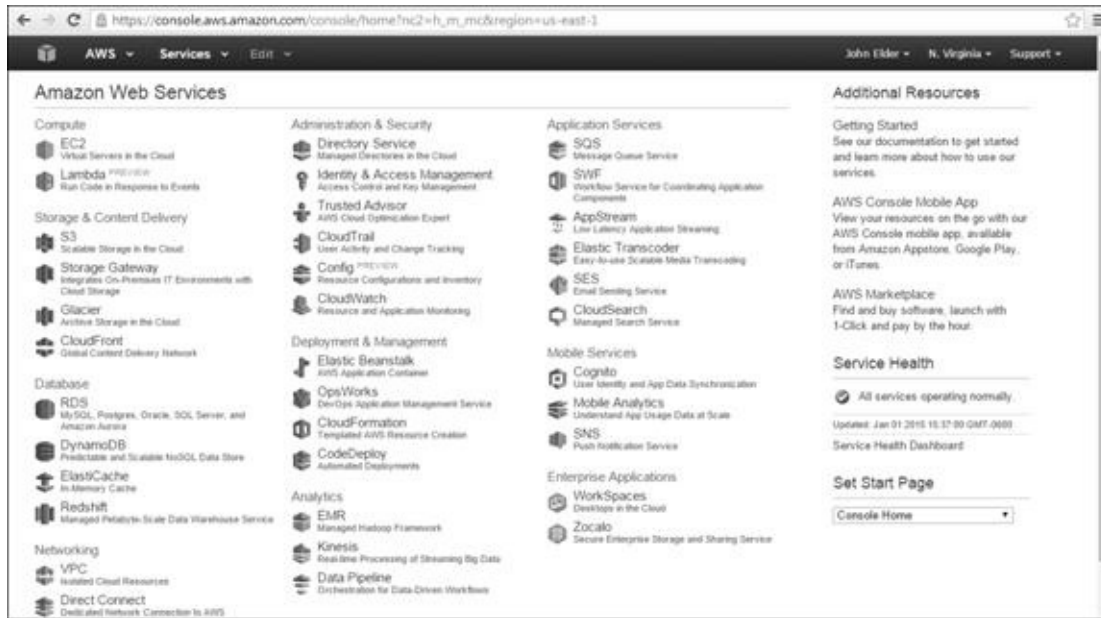 https://console.aws.amazon.com/console/home?nc2=h_m_mc&region=us-east-1
AWS Services Edit John Elder N. Virginia Support
Amazon Web Services
Compute
EC2
Virtual Servers in the Cloud
Lambda PREVIEW
Run Code in Response to Events
Storage & Content Delivery
S3
Scalable Storage in the Cloud
Storage Gateway
Integrates On-Premises IT Environments with
Cloud Storage
Glacier
Archive Storage in the Cloud
CloudFront
Global Content Delivery Network
Database
RDS
MySQL, Postgres, Oracle, SQL Server, and
Amazon Aurora
DynamoDB
Predictable and Scalable NoSQL Data Store
ElastiCache
In-Memory Cache
Redshift
Managed Petabyte-Scale Data Warehouse Service
Networking
VPC
Isolated Cloud Resources
Direct Connect
Dedicated Network Connection to AWS
Administration & Security
Directory Service
Managed Directories in the Cloud
Identity & Access Management
Access Control and Key Management
Trusted Advisor
AWS Cloud Optimization Expert
CloudTrail
User Activity and Change Tracking
Config PREVIEW
Resource Configurations and Inventory
CloudWatch
Resource and Application Monitoring
Deployment & Management
Elastic Beanstalk
AWS Application Container
OpsWorks
DevOps Application Management Service
CloudFormation
Templated AWS Resource Creation
CodeDeploy
Automated Deployments
Analytics
EMR
Managed Hadoop Framework
Kinesis
Real-time Processing of Streaming Big Data
Data Pipeline
Orchestration for Data-Driven Workflows
Application Services
SQS
Message Queue Service
SWF
Workflow Service for Coordinating Application
Components
AppStream
Low Latency Application Streaming
Elastic Transcoder
Easy-to-use Scalable Media Transcoding
SES
Email Sending Service
CloudSearch
Managed Search Service
Mobile Services
Cognito
User Identity and App Data Synchronization
Mobile Analytics
Understand App Usage Data at Scale
SNS
Push Notification Service
Enterprise Applications
WorkSpaces
Desktops in the Cloud
Zocalo
Secure Enterprise Storage and Sharing Service
Additional Resources
Getting Started
See our documentation to get started
and learn more about how to use our
services.
AWS Console Mobile App
View your resources on the go with our
AWS Console mobile app, available
from Amazon Appstore, Google Play,
or iTunes.
AWS Marketplace
Find and buy software, launch with
1-Click and pay by the hour.
Service Health
All services operating normally.
Updated: Jan 01 2015 15:37:00 GMT-0600
Service Health Dashboard
Set Start Page
Console Home